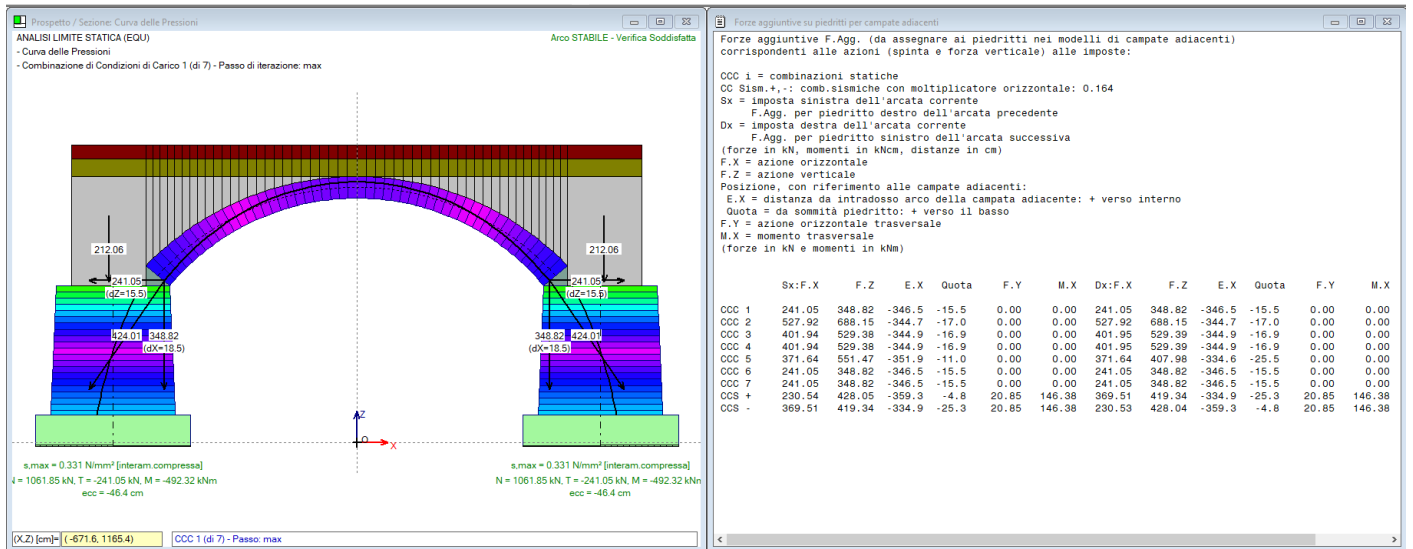 Prospetto / Sezione: Curva delle Pressioni
ANALISI LIMITE STATICA (EQU)
Arco STABILE - Verifica Soddisfatta
- Curva delle Pressioni
- Combinazione di Condizioni di Carico 1 (di 7) - Passo di iterazione: max
212.06
212.06
241.05
241.05
(dZ=15.5)
(dZ=15.5)
424.01
348.82
348.82
424.01
(dX=18.5)
(dX=18.5)
Z
O
X
s,max = 0.331 N/mm² [interam.compressa]
s,max = 0.331 N/mm² [interam.compressa]
N = 1061.85 kN, T = -241.05 kN, M = -492.32 kNm
N = 1061.85 kN, T = -241.05 kN, M = -492.32 kNm
ecc = -46.4 cm
ecc = -46.4 cm
(X,Z) [cm]= ( -671.6, 1165.4)
CCC 1 (di 7) - Passo: max
Forze aggiuntive su piedritti per campate adiacenti
Forze aggiuntive F.Agg. (da assegnare ai piedritti nei modelli di campate adiacenti)
corrispondenti alle azioni (spinta e forza verticale) alle imposte:
CCC i = combinazioni statiche
CC Sism.+,-: comb.sismiche con moltiplicatore orizzontale: 0.164
Sx = imposta sinistra dell'arcata corrente
F.Agg. per piedritto destro dell'arcata precedente
Dx = imposta destra dell'arcata corrente
F.Agg. per piedritto sinistro dell'arcata successiva
(forze in kN, momenti in kNcm, distanze in cm)
F.X = azione orizzontale
F.Z = azione verticale
Posizione, con riferimento alle campate adiacenti:
E.X = distanza da intradosso arco della campata adiacente: + verso interno
Quota = da sommità piedritto: + verso il basso
F.Y = azione orizzontale trasversale
M.X = momento trasversale
(forze in kN e momenti in kNm)
Sx:F.X F.Z E.X Quota F.Y M.X Dx:F.X F.Z E.X Quota F.Y M.X
CCC 1 241.05 348.82 -346.5 -15.5 0.00 0.00 241.05 348.82 -346.5 -15.5 0.00 0.00
CCC 2 527.92 688.15 -344.7 -17.0 0.00 0.00 527.92 688.15 -344.7 -17.0 0.00 0.00
CCC 3 401.94 529.38 -344.9 -16.9 0.00 0.00 401.95 529.39 -344.9 -16.9 0.00 0.00
CCC 4 401.94 529.38 -344.9 -16.9 0.00 0.00 401.95 529.39 -344.9 -16.9 0.00 0.00
CCC 5 371.64 551.47 -351.9 -11.0 0.00 0.00 371.64 407.98 -334.6 -25.5 0.00 0.00
CCC 6 241.05 348.82 -346.5 -15.5 0.00 0.00 241.05 348.82 -346.5 -15.5 0.00 0.00
CCC 7 241.05 348.82 -346.5 -15.5 0.00 0.00 241.05 348.82 -346.5 -15.5 0.00 0.00
CCS + 230.54 428.05 -359.3 -4.8 20.85 146.38 369.51 419.34 -334.9 -25.3 20.85 146.38
CCS - 369.51 419.34 -334.9 -25.3 20.85 146.38 230.53 428.04 -359.3 -4.8 20.85 146.38